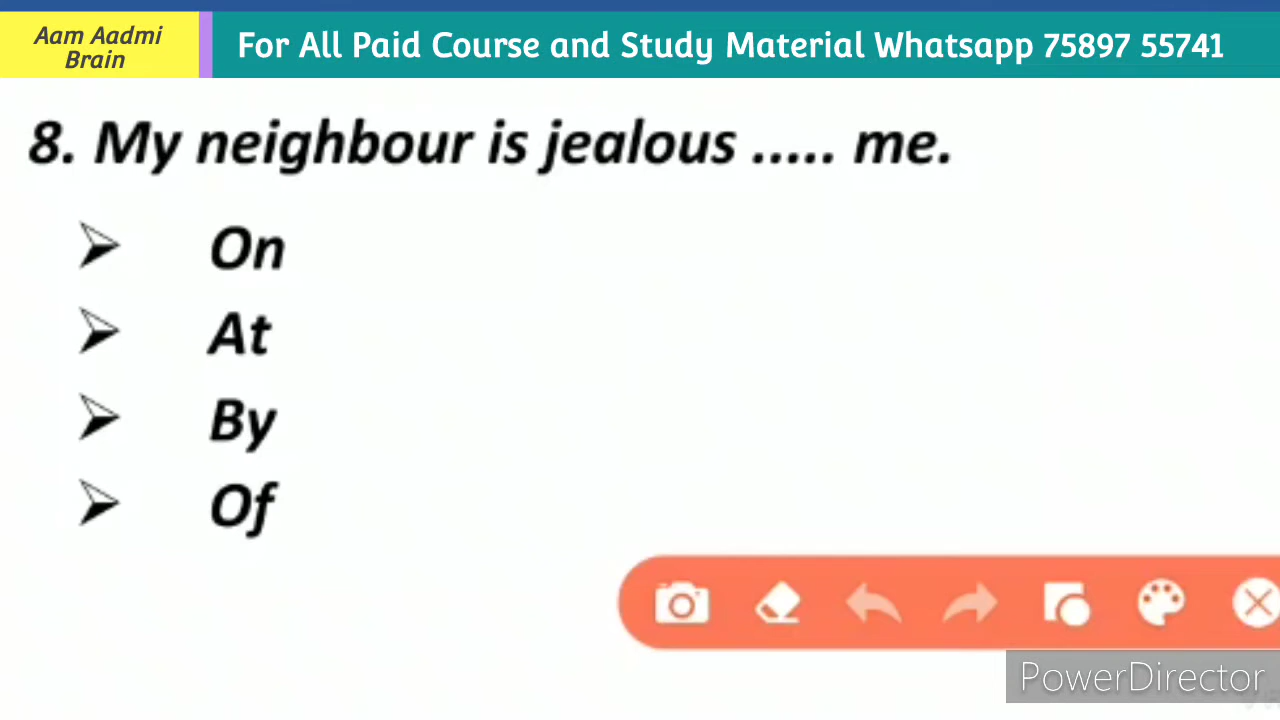 Aam Aadmi
Brain
For All Paid Course and Study Material Whatsapp 75897 55741
8. My neighbour is jealous ..... me.
➢ On
➢ At
➢ By
➢ Of
PowerDirector